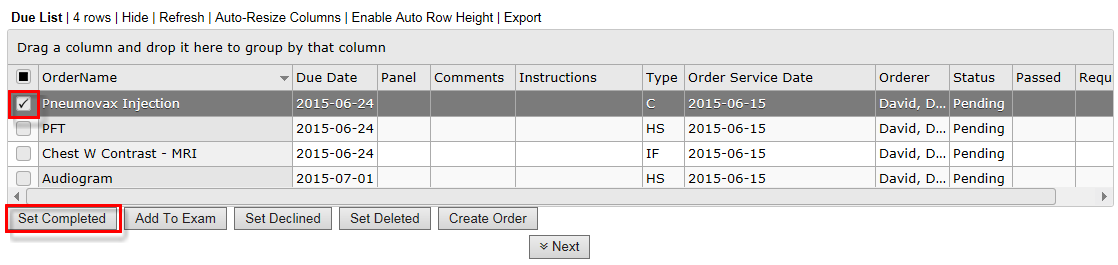 Due List | 4 rows | Hide | Refresh | Auto-Resize Columns | Enable Auto Row Height | Export
Drag a column and drop it here to group by that column
OrderName Due Date Panel Comments Instructions Type Order Service Date Orderer Status Passed Requ
Pneumovax Injection 2015-06-24 C 2015-06-15 David, D... Pending
PFT 2015-06-24 HS 2015-06-15 David, D... Pending
Chest W Contrast - MRI 2015-06-24 IF 2015-06-15 David, D... Pending
Audiogram 2015-07-01 HS 2015-06-15 David, D... Pending
Set Completed Add To Exam Set Declined Set Deleted Create Order
Next